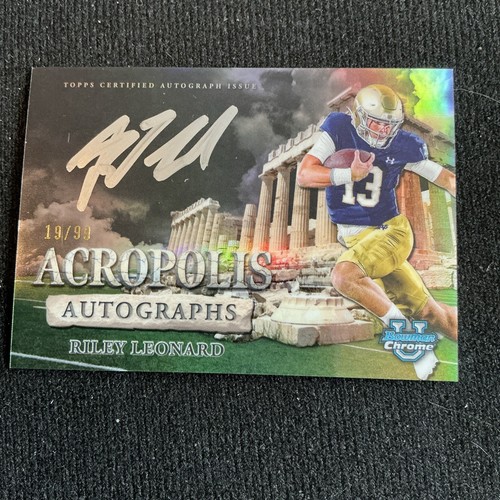 TOPPS CERTIFIED AUTOGRAPH ISSUE
19/99
ACROPOLIS
AUTOGRAPHS
RILEY LEONARD
13
U
Bowman
Chrome